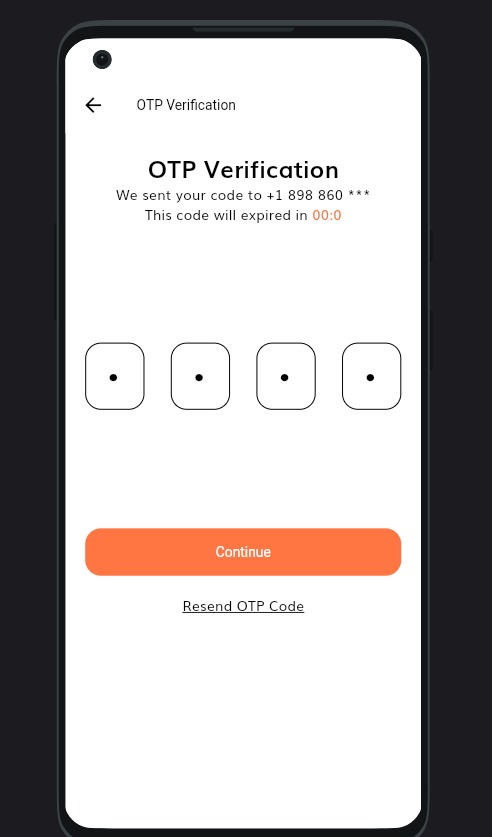 OTP Verification
OTP Verification
We sent your code to +1 898 860 ***
This code will expired in 00:0
Continue
Resend OTP Code